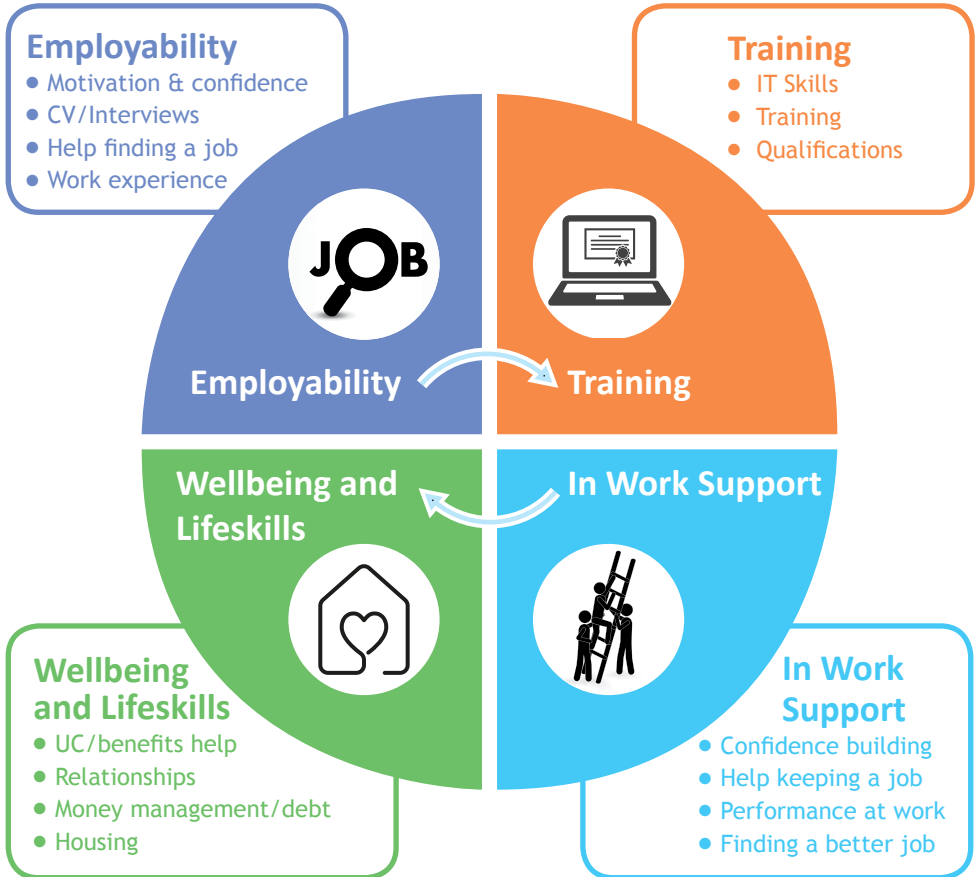 Employability
• Motivation & confidence
• CV/Interviews
• Help finding a job
• Work experience
Training
• IT Skills
• Training
• Qualifications
JOB
Employability
Training
Wellbeing and
Lifeskills
In Work Support
Wellbeing
and Lifeskills
• UC/benefits help
• Relationships
• Money management/debt
• Housing
In Work
Support
• Confidence building
• Help keeping a job
• Performance at work
• Finding a better job